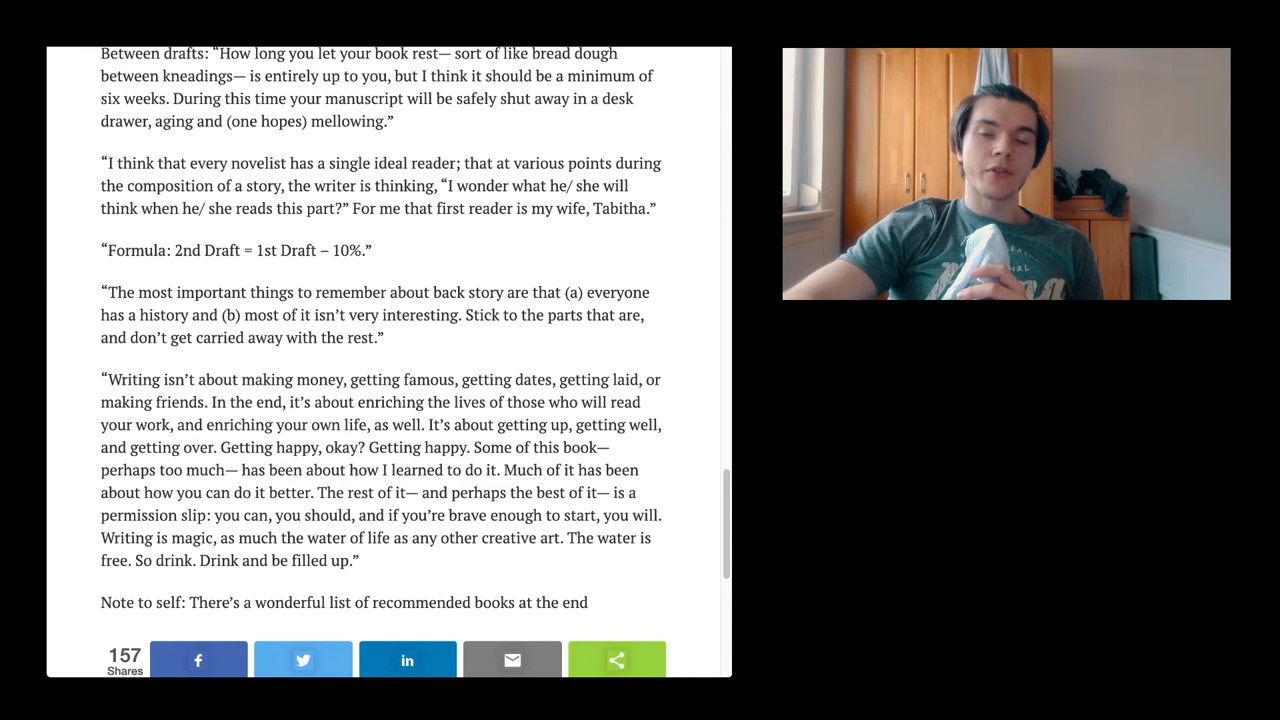 Between drafts: “How long you let your book rest— sort of like bread dough
between kneadings— is entirely up to you, but I think it should be a minimum of
six weeks. During this time your manuscript will be safely shut away in a desk
drawer, aging and (one hopes) mellowing.”
“I think that every novelist has a single ideal reader; that at various points during
the composition of a story, the writer is thinking, “I wonder what he/ she will
think when he/ she reads this part?” For me that first reader is my wife, Tabitha.”
“Formula: 2nd Draft = 1st Draft – 10%.”
“The most important things to remember about back story are that (a) everyone
has a history and (b) most of it isn’t very interesting. Stick to the parts that are,
and don’t get carried away with the rest.”
“Writing isn’t about making money, getting famous, getting dates, getting laid, or
making friends. In the end, it’s about enriching the lives of those who will read
your work, and enriching your own life, as well. It’s about getting up, getting well,
and getting over. Getting happy, okay? Getting happy. Some of this book—
perhaps too much— has been about how I learned to do it. Much of it has been
about how you can do it better. The rest of it— and perhaps the best of it— is a
permission slip: you can, you should, and if you’re brave enough to start, you will.
Writing is magic, as much the water of life as any other creative art. The water is
free. So drink. Drink and be filled up.”
Note to self: There’s a wonderful list of recommended books at the end
157
Shares
f
in